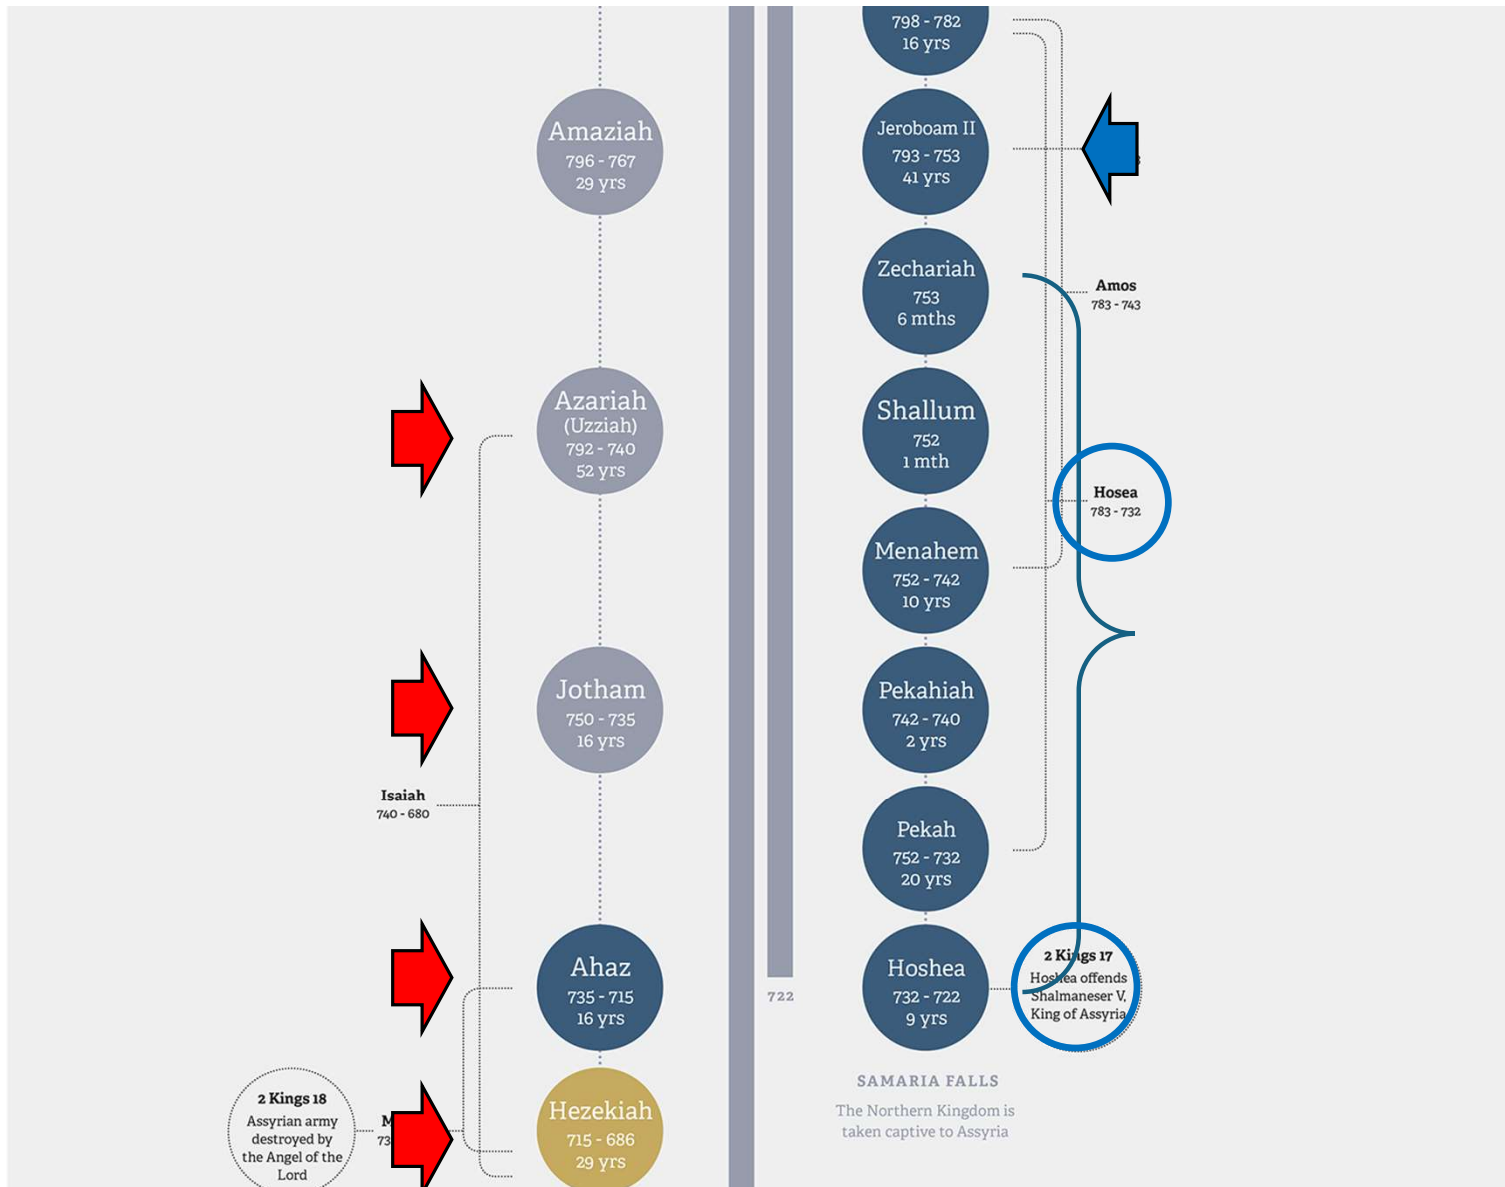 Amaziah
796 - 767
29 yrs
Azariah
(Uzziah)
792 - 740
52 yrs
Jotham
750 - 735
16 yrs
Isaiah
740 - 680
Ahaz
735 - 715
16 yrs
2 Kings 18
Assyrian army
destroyed by
the Angel of the
Lord
Hezekiah
715 - 686
29 yrs
722
798 - 782
16 yrs
Jeroboam II
793 - 753
41 yrs
Zechariah
753
6 mths
Amos
783 - 743
Shallum
752
1 mth
Hosea
783 - 732
Menahem
752 - 742
10 yrs
Pekahiah
742 - 740
2 yrs
Pekah
752 - 732
20 yrs
Hoshea
732 - 722
9 yrs
2 Kings 17
Hoshea offends
Shalmaneser V,
King of Assyria
SAMARIA FALLS
The Northern Kingdom is
taken captive to Assyria